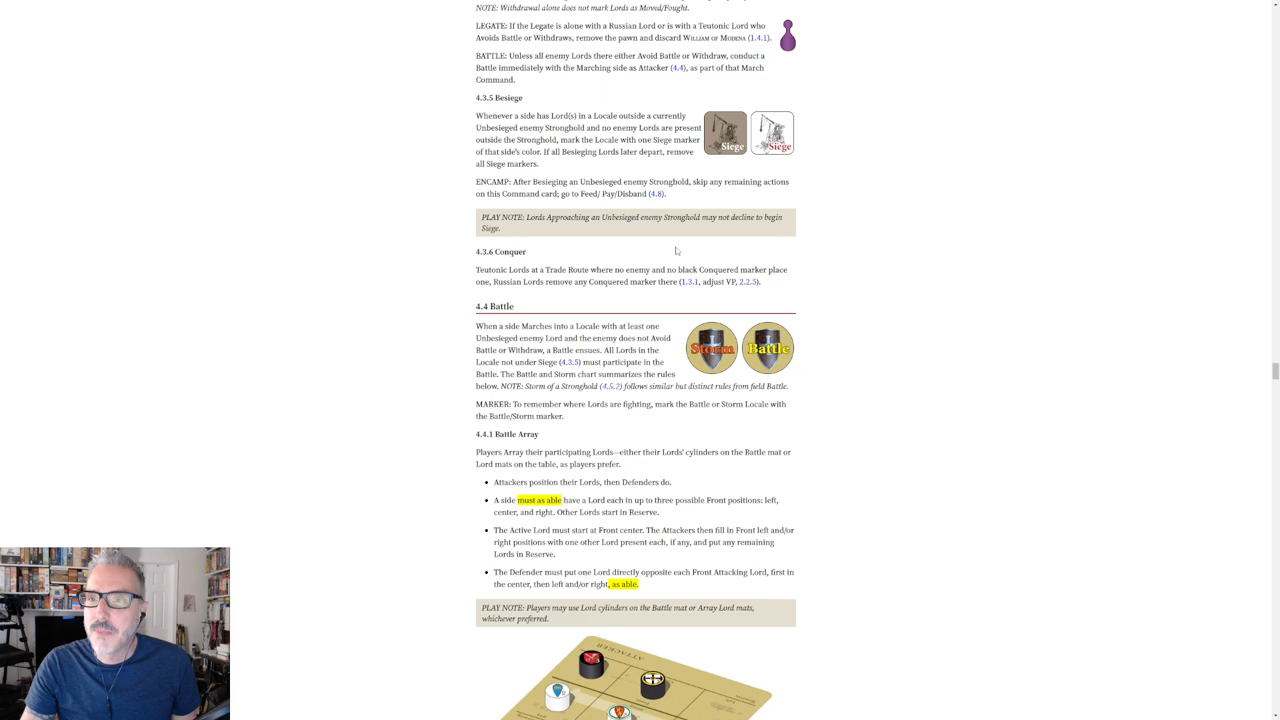 NOTE: Withdrawal alone does not mark Lords as Moved/Fought.
LEGATE: If the Legate is alone with a Russian Lord or is with a Teutonic Lord who
Avoids Battle or Withdraws, remove the pawn and discard WILLIAM OF MODENA (1.4.1).
BATTLE: Unless all enemy Lords there either Avoid Battle or Withdraw, conduct a
Battle immediately with the Marching side as Attacker (4.4), as part of that March
Command.
4.3.5 Besiege
Whenever a side has Lord(s) in a Locale outside a currently
Unbesieged enemy Stronghold and no enemy Lords are present
outside the Stronghold, mark the Locale with one Siege marker
of that side's color. If all Besieging Lords later depart, remove
all Siege markers.
Siege
Siege
ENCAMP: After Besieging an Unbesieged enemy Stronghold, skip any remaining actions
on this Command card; go to Feed/ Pay/Disband (4.8).
PLAY NOTE: Lords Approaching an Unbesieged enemy Stronghold may not decline to begin
Siege.
4.3.6 Conquer
Teutonic Lords at a Trade Route where no enemy and no black Conquered marker place
one, Russian Lords remove any Conquered marker there (1.3.1, adjust VP, 2.2.5).
4.4 Battle
When a side Marches into a Locale with at least one
Unbesieged enemy Lord and the enemy does not Avoid
Battle or Withdraw, a Battle ensues. All Lords in the
Locale not under Siege (4.3.5) must participate in the
Battle. The Battle and Storm chart summarizes the rules
below. NOTE: Storm of a Stronghold (4.5.2) follows similar but distinct rules from field Battle.
Storm
Battle
MARKER: To remember where Lords are fighting, mark the Battle or Storm Locale with
the Battle/Storm marker.
4.4.1 Battle Array
Players Array their participating Lords—either their Lords' cylinders on the Battle mat or
Lord mats on the table, as players prefer.
• Attackers position their Lords, then Defenders do.
• A side must as able have a Lord each in up to three possible Front positions: left,
center, and right. Other Lords start in Reserve.
• The Active Lord must start at Front center. The Attackers then fill in Front left and/or
right positions with one other Lord present each, if any, and put any remaining
Lords in Reserve.
• The Defender must put one Lord directly opposite each Front Attacking Lord, first in
the center, then left and/or right, as able.
PLAY NOTE: Players may use Lord cylinders on the Battle mat or Array Lord mats,
whichever preferred.
ATTACKER